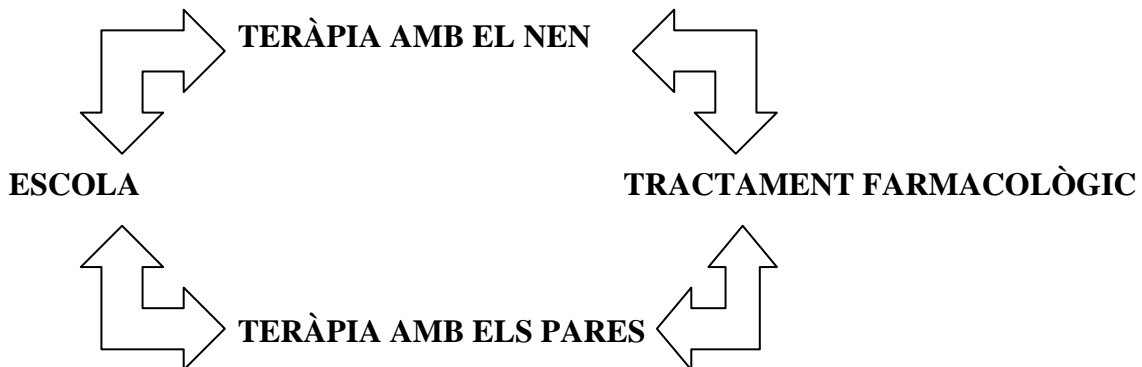 TERÀPIA AMB EL NEN
ESCOLA
TRACTAMENT FARMACOLÒGIC
TERÀPIA AMB ELS PARES